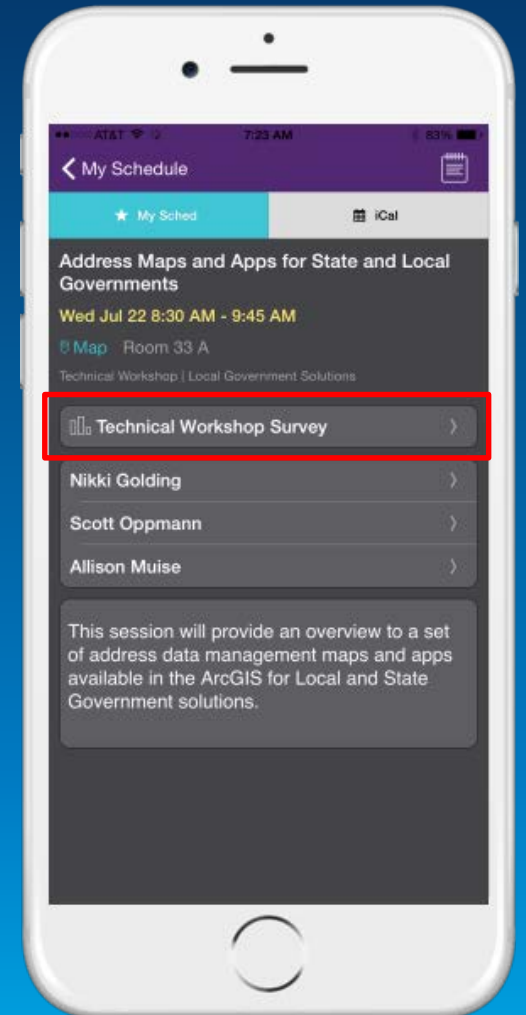 AT&T 7:23 AM 83%
My Schedule
My Sched iCal
Address Maps and Apps for State and Local
Governments
Wed Jul 22 8:30 AM - 9:45 AM
Map Room 33 A
Technical Workshop | Local Government Solutions
Technical Workshop Survey
Nikki Golding
Scott Oppmann
Allison Muise
This session will provide an overview to a set
of address data management maps and apps
available in the ArcGIS for Local and State
Government solutions.